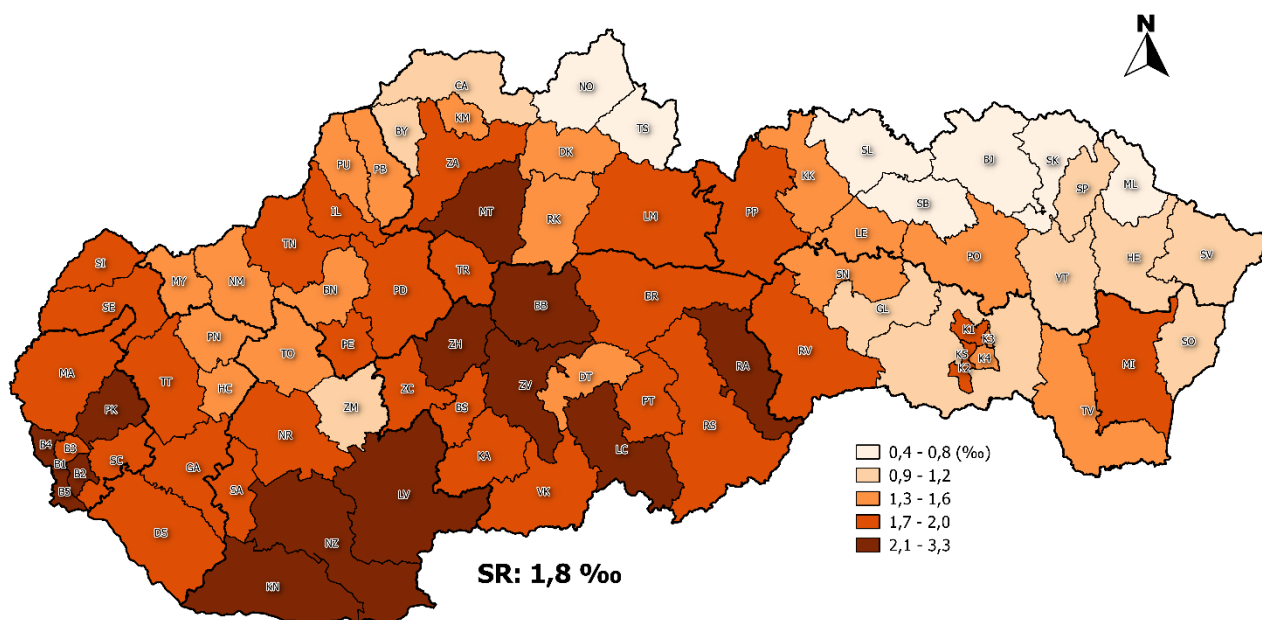 N
CA
NO
BY
KM
TS
PU
PB
ZA
DK
SL
BJ
SK
SP
ML
KK
IL
MT
RK
LM
PP
SB
TN
LE
PO
VT
HE
SV
SI
MY
NM
BN
PD
TR
SN
SE
BB
BR
GL
PN
TO
PE
ZH
RA
RV
K1
K3
K5
K4
K2
SO
MA
TT
HC
ZM
ZC
ZV
DT
MI
PK
BS
PT
TV
B4
B3
B1
B2
B5
SC
NR
GA
SA
KA
RS
LC
LV
VK
DS
NZ
KN
0,4 - 0,8 (‰)
0,9 - 1,2
1,3 - 1,6
1,7 - 2,0
2,1 - 3,3
SR: 1,8 ‰